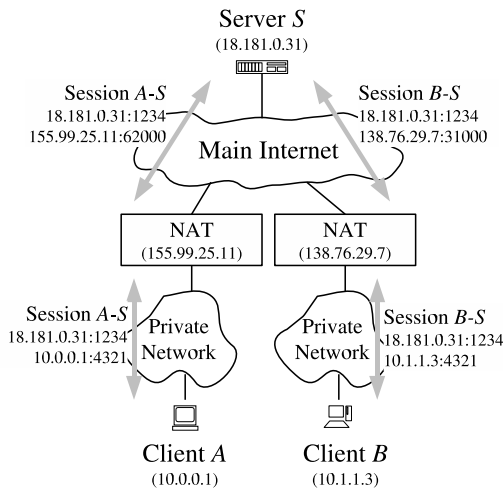 Server S
(18.181.0.31)
Session A-S
18.181.0.31:1234
155.99.25.11:62000
Session B-S
18.181.0.31:1234
138.76.29.7:31000
Main Internet
NAT
(155.99.25.11)
NAT
(138.76.29.7)
Session A-S
18.181.0.31:1234
10.0.0.1:4321
Private
Network
Private
Network
Session B-S
18.181.0.31:1234
10.1.1.3:4321
Client A
(10.0.0.1)
Client B
(10.1.1.3)